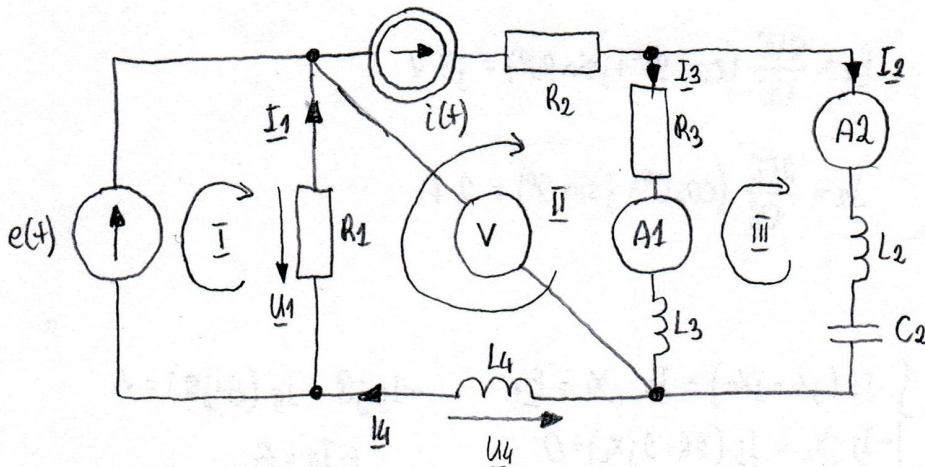 I3
I2
R2
I1
i(t)
R3
A2
e(t)
I
R1
V
II
A1
III
L2
U1
L3
C2
L4
I4
U4